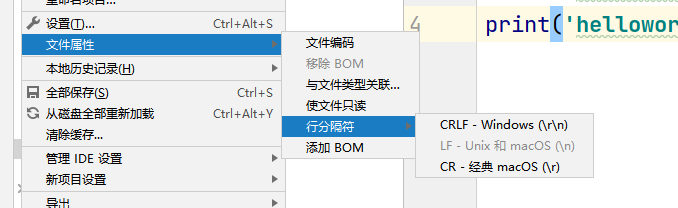 设置(T)... Ctrl+Alt+S
文件属性
本地历史记录(H)
全部保存(S) Ctrl+S
从磁盘全部重新加载 Ctrl+Alt+Y
清除缓存...
管理 IDE 设置
新项目设置
导出
文件编码
移除 BOM
与文件类型关联...
使文件只读
行分隔符
添加 BOM
CRLF - Windows (\r\n)
LF - Unix 和 macOS (\n)
CR - 经典 macOS (\r)
4 print('hellowor